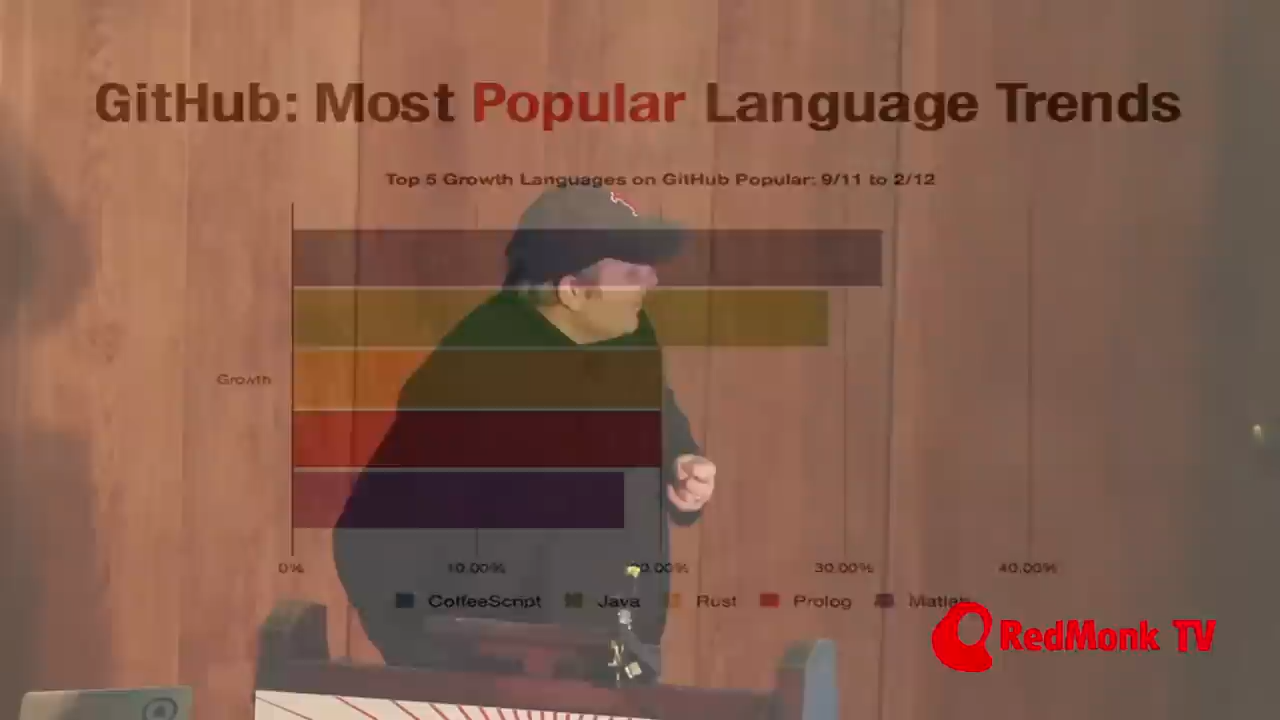 GitHub: Most Popular Language Trends
Top 5 Growth Languages on GitHub Popular: 9/11 to 2/12
Growth
0% 10.00% 20.00% 30.00% 40.00%
CoffeeScript Java Rust Prolog Matlab
RedMonk TV